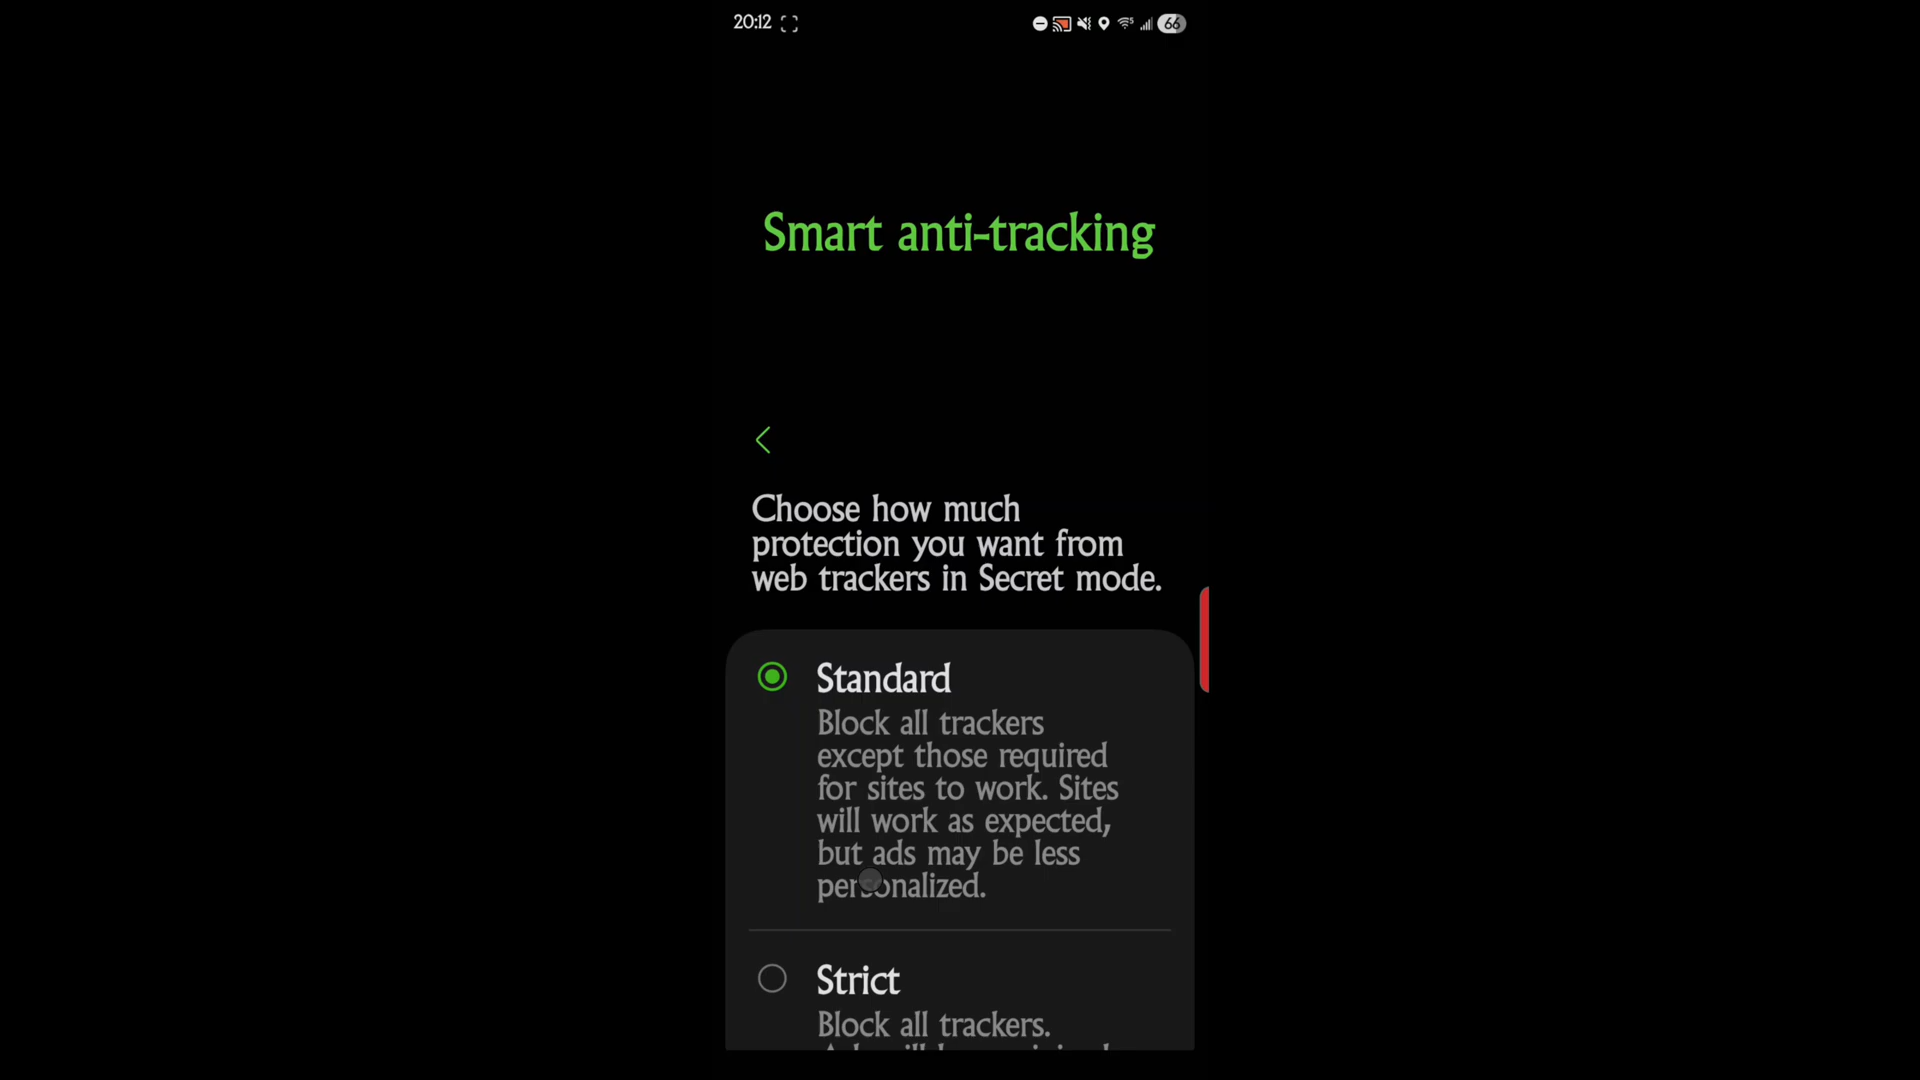 20:12
66
Smart anti-tracking
Choose how much
protection you want from
web trackers in Secret mode.
Standard
Block all trackers
except those required
for sites to work. Sites
will work as expected,
but ads may be less
personalized.
Strict
Block all trackers.